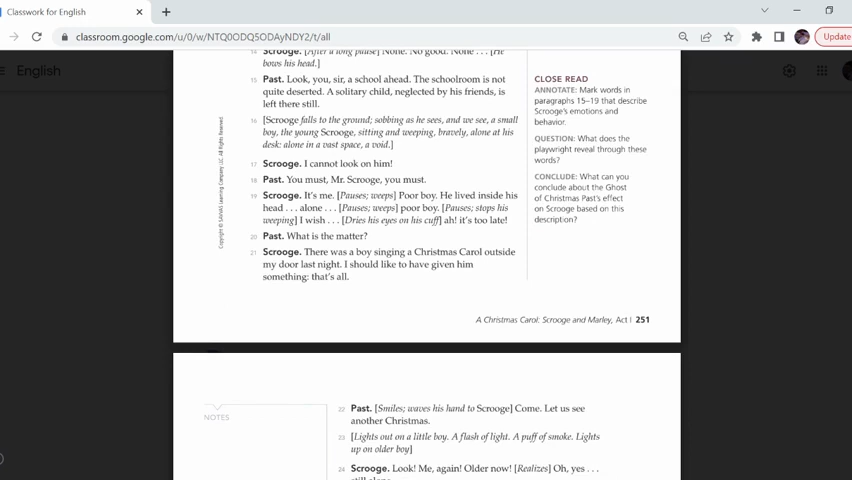 Classwork for English
classroom.google.com/u/0/w/NTQ0ODQ5ODAyNDY2/t/all
Update
English
14 Scrooge. [After a long pause] None. No good. None . . . [He
bows his head.]
15 Past. Look, you, sir, a school ahead. The schoolroom is not
quite deserted. A solitary child, neglected by his friends, is
left there still.
16 [Scrooge falls to the ground; sobbing as he sees, and we see, a small
boy, the young Scrooge, sitting and weeping, bravely, alone at his
desk: alone in a vast space, a void.]
17 Scrooge. I cannot look on him!
18 Past. You must, Mr. Scrooge, you must.
19 Scrooge. It's me. [Pauses; weeps] Poor boy. He lived inside his
head . . . alone . . . [Pauses; weeps] poor boy. [Pauses; stops his
weeping] I wish . . . [Dries his eyes on his cuff] ah! it's too late!
20 Past. What is the matter?
21 Scrooge. There was a boy singing a Christmas Carol outside
my door last night. I should like to have given him
something: that's all.
CLOSE READ
ANNOTATE: Mark words in
paragraphs 15–19 that describe
Scrooge's emotions and
behavior.
QUESTION: What does the
playwright reveal through these
words?
CONCLUDE: What can you
conclude about the Ghost
of Christmas Past's effect
on Scrooge based on this
description?
Copyright © SAVVAS Learning Company LLC. All Rights Reserved.
A Christmas Carol: Scrooge and Marley, Act I 251
NOTES
22 Past. [Smiles; waves his hand to Scrooge] Come. Let us see
another Christmas.
23 [Lights out on a little boy. A flash of light. A puff of smoke. Lights
up on older boy]
24 Scrooge. Look! Me, again! Older now! [Realizes] Oh, yes . . .
still alone.